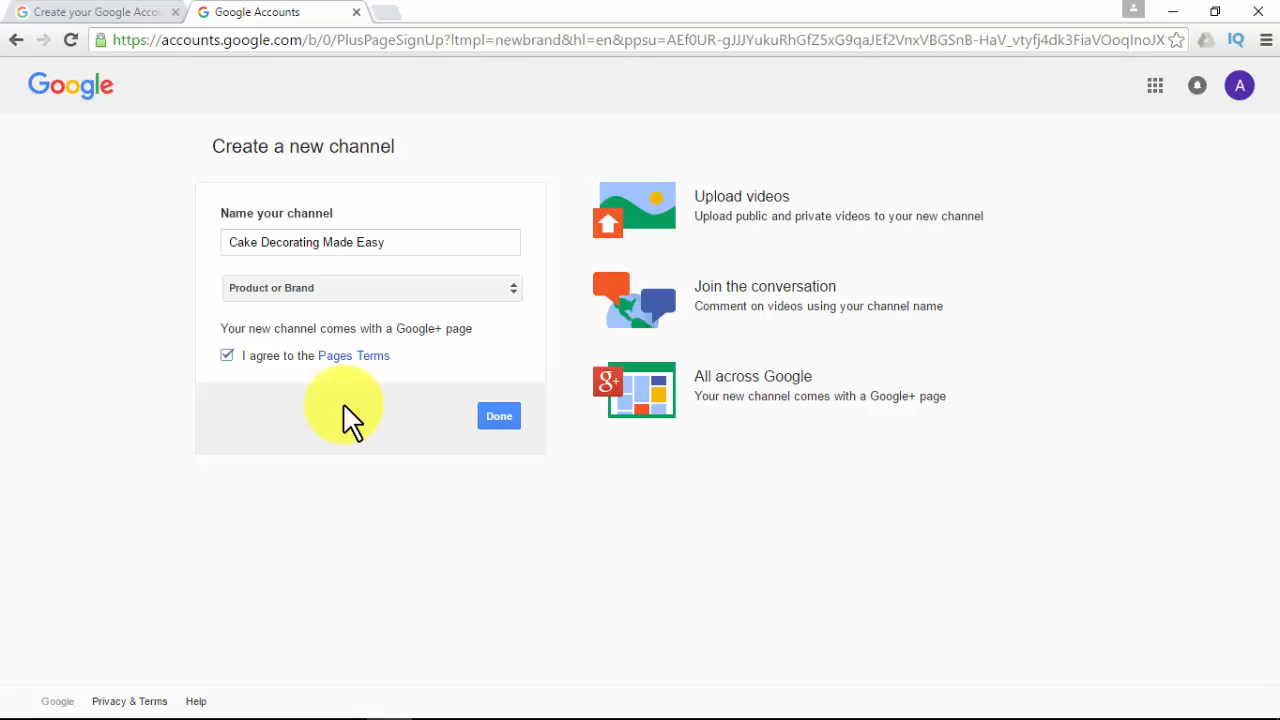 Create your Google Accou
Google Accounts
https://accounts.google.com/b/0/PlusPageSignUp?ltmpl=newbrand&hl=en&ppsu=AEf0UR-gJJJYukuRhGfZ5xG9qaJEf2VnxVBGSnB-HaV_vtyfj4dk3FiaVOoqInoJX
IQ
Google
A
Create a new channel
Name your channel
Cake Decorating Made Easy
Product or Brand
Your new channel comes with a Google+ page
I agree to the Pages Terms
Done
Upload videos
Upload public and private videos to your new channel
Join the conversation
Comment on videos using your channel name
g+
All across Google
Your new channel comes with a Google+ page
Google
Privacy & Terms
Help